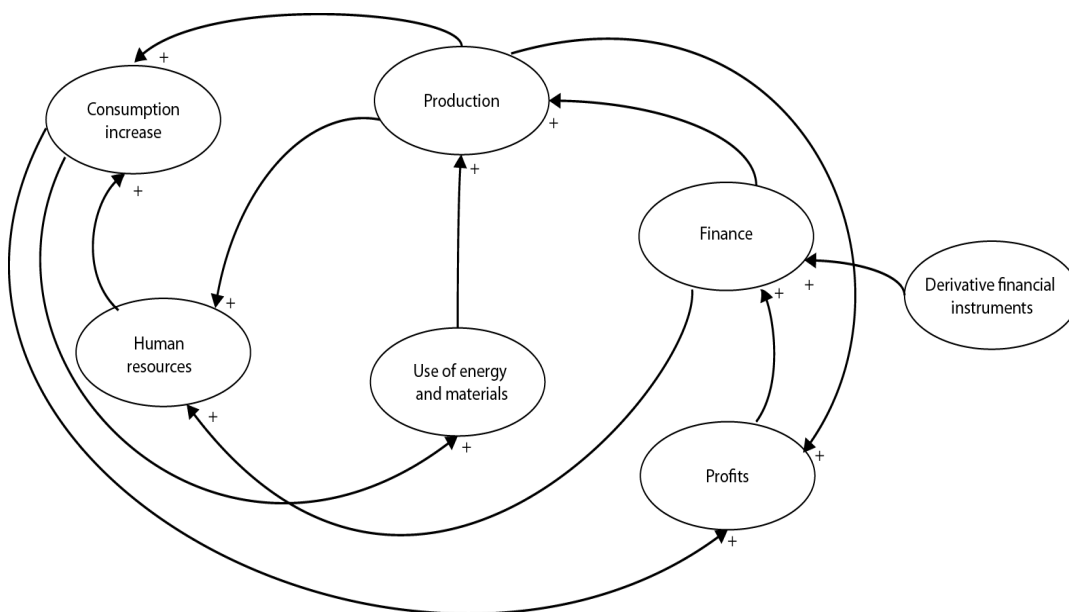 +
Consumption
increase
Production
+
+
+
Finance
+
+
+
Derivative financial
instruments
+
Human
resources
Use of energy
and materials
+
+
+
Profits
+